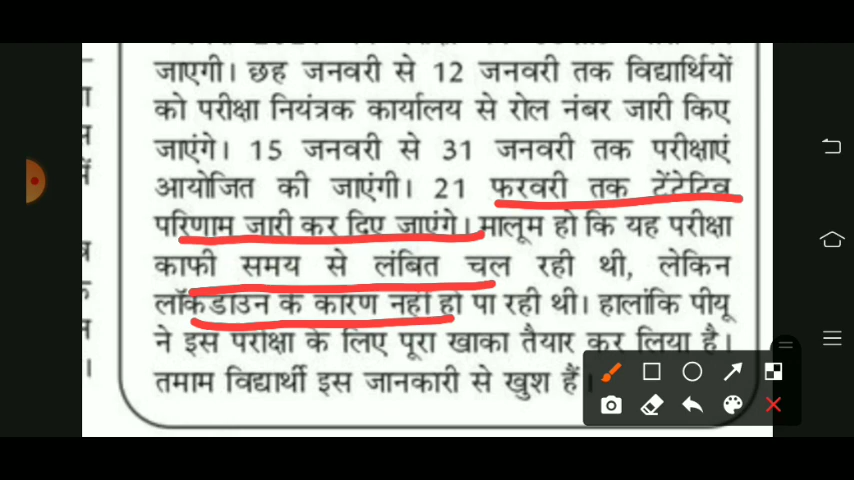 जाएगी। छह जनवरी से 12 जनवरी तक विद्यार्थियों
को परीक्षा नियंत्रक कार्यालय से रोल नंबर जारी किए
जाएंगे। 15 जनवरी से 31 जनवरी तक परीक्षाएं
आयोजित की जाएंगी। 21 फरवरी तक टेंटेटिव
परिणाम जारी कर दिए जाएंगे। मालूम हो कि यह परीक्षा
काफी समय से लंबित चल रही थी, लेकिन
लॉकडाउन के कारण नहीं हो पा रही थी। हालांकि पीयू
ने इस परीक्षा के लिए पूरा खाका तैयार कर लिया है।
तमाम विद्यार्थी इस जानकारी से खुश हैं।